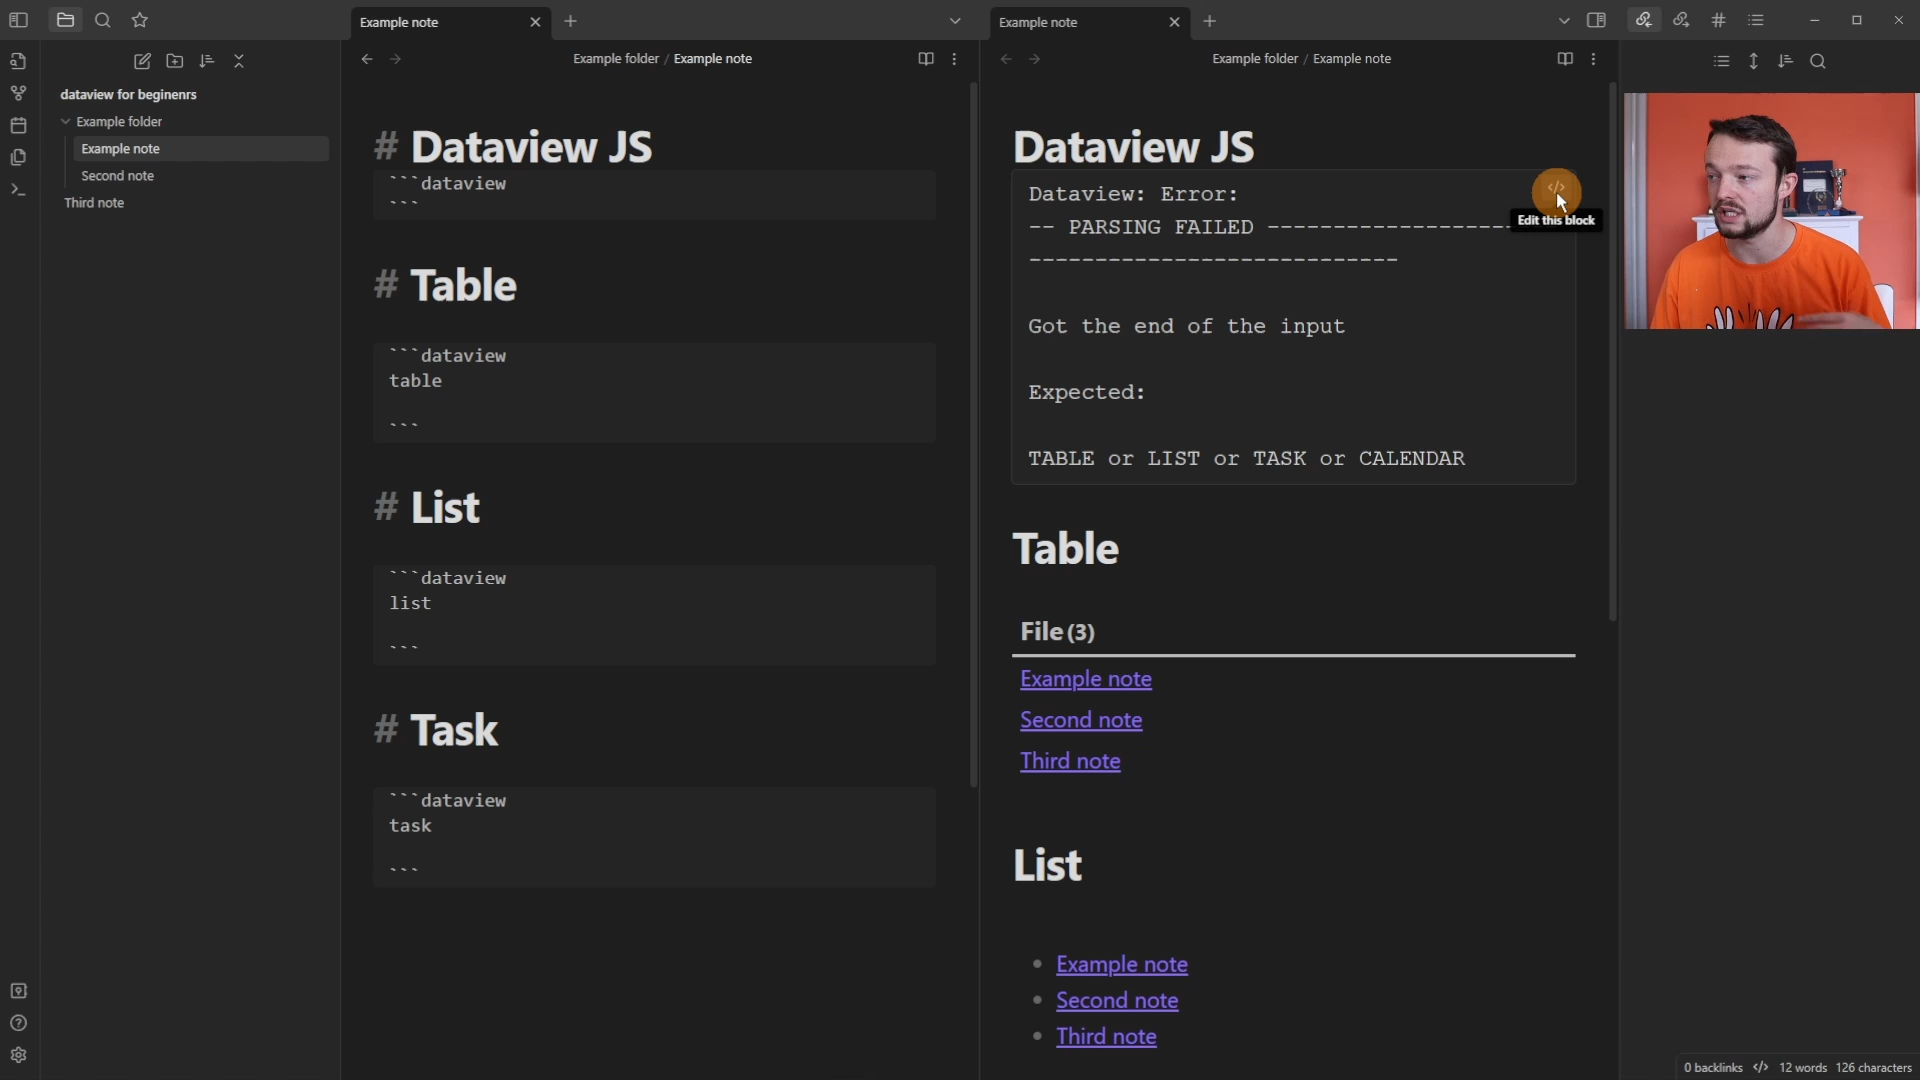 Example note
Example note
Example folder / Example note
Example folder / Example note
dataview for beginenrs
Example folder
Example note
Second note
Third note
# Dataview JS
```dataview
```
# Table
```dataview
table
```
# List
```dataview
list
```
# Task
```dataview
task
```
Dataview JS
Dataview: Error:
-- PARSING FAILED -------------------
----------------------------
Got the end of the input
Expected:
TABLE or LIST or TASK or CALENDAR
Edit this block
Table
File (3)
Example note
Second note
Third note
List
Example note
Second note
Third note
0 backlinks </> 12 words 126 characters